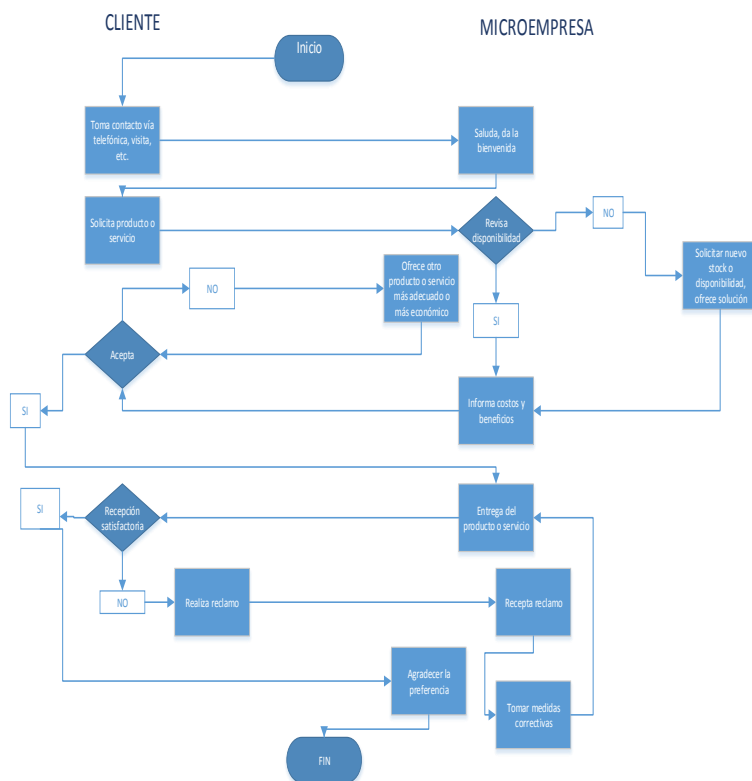 CLIENTE
MICROEMPRESA
Inicio
Toma contacto vía
telefónica, visita,
etc.
Saluda, da la
bienvenida
Solicita producto o
servicio
Revisa
disponibilidad
NO
Solicitar nuevo
stock o
disponibilidad,
ofrece solución
NO
Ofrece otro
producto o servicio
más adecuado o
más económico
SI
Acepta
SI
Informa costos y
beneficios
SI
Recepción
satisfactoria
Entrega del
producto o servicio
NO
Realiza reclamo
Recepta reclamo
Agradecer la
preferencia
Tomar medidas
correctivas
FIN